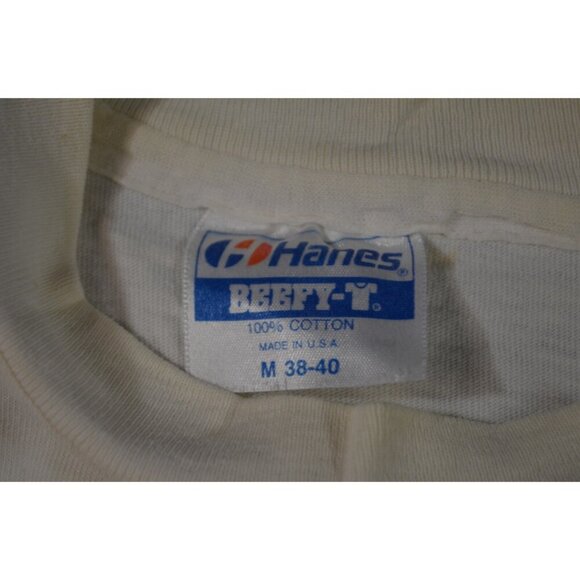 Hanes®
BEEFY-T®
100% COTTON
MADE IN U.S.A.
M 38-40